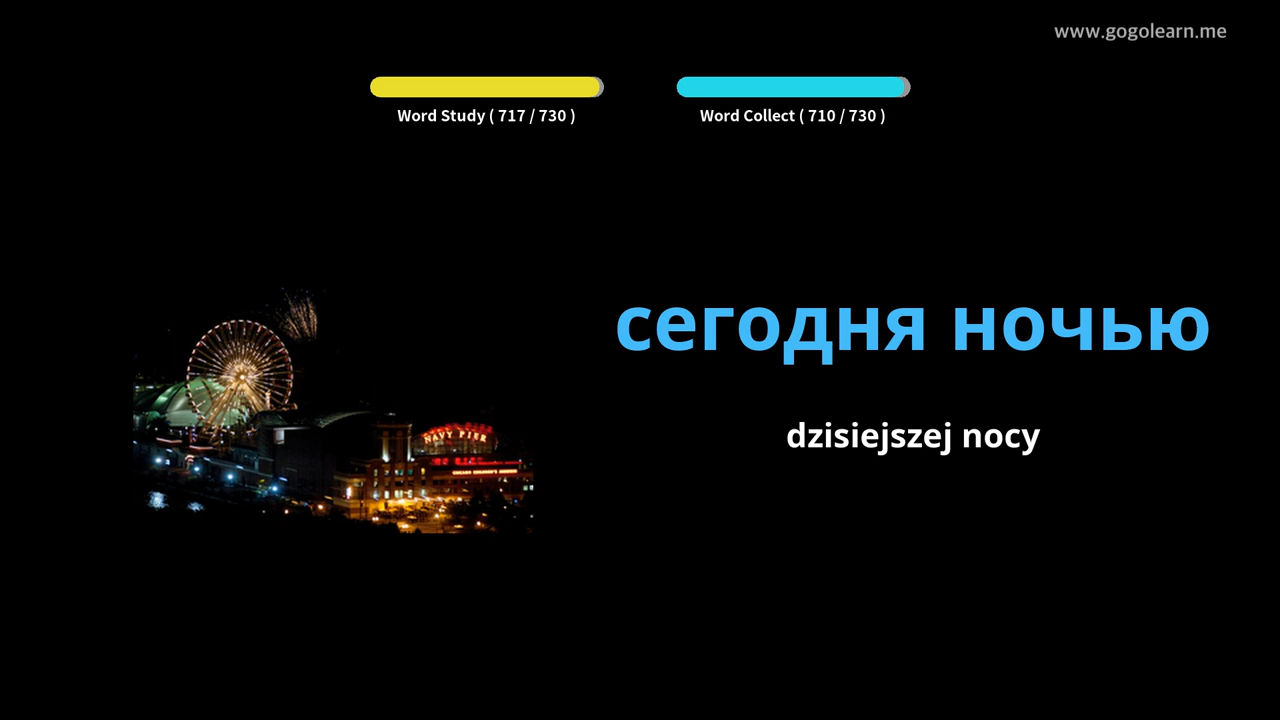 www.gogolearn.me
Word Study ( 717 / 730 )
Word Collect ( 710 / 730 )
сегодня ночью
dzisiejszej nocy
NAVY PIER